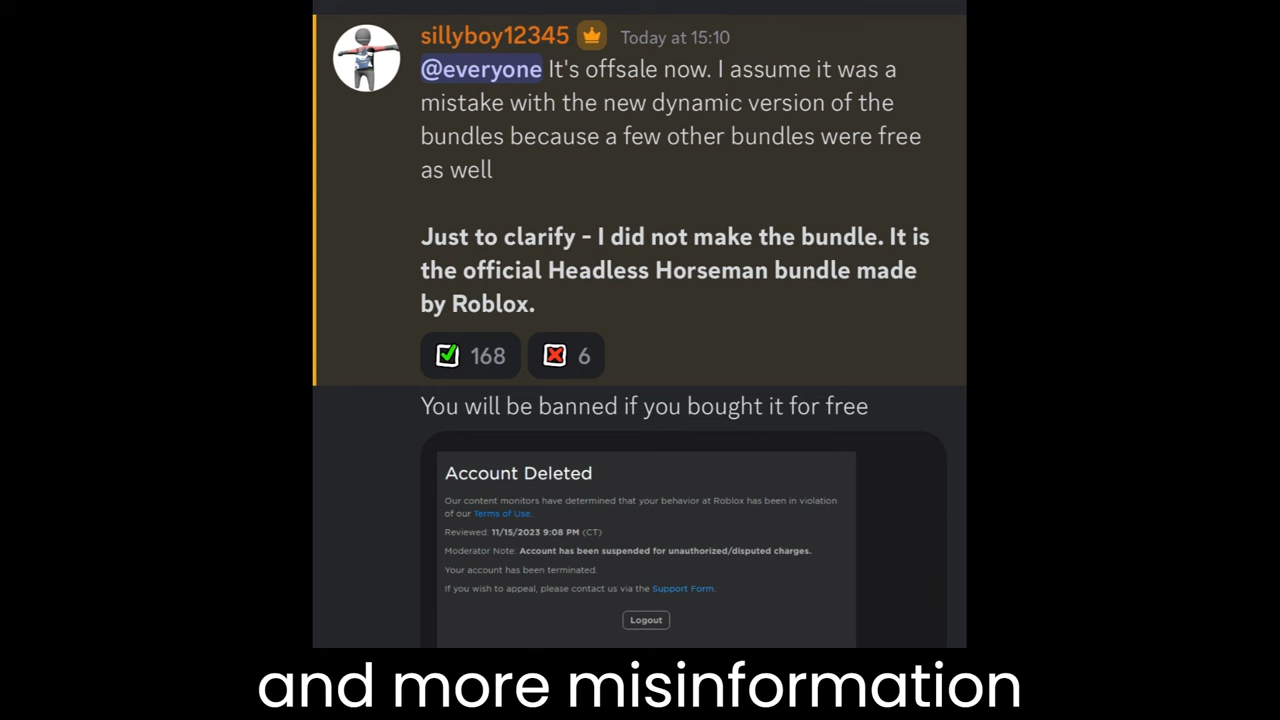 sillyboy12345 Today at 15:10
@everyone It's offsale now. I assume it was a
mistake with the new dynamic version of the
bundles because a few other bundles were free
as well
Just to clarify - I did not make the bundle. It is
the official Headless Horseman bundle made
by Roblox.
168 6
You will be banned if you bought it for free
Account Deleted
Our content monitors have determined that your behavior at Roblox has been in violation
of our Terms of Use.
Reviewed: 11/15/2023 9:08 PM (CT)
Moderator Note: Account has been suspended for unauthorized/disputed charges.
Your account has been terminated.
If you wish to appeal, please contact us via the Support Form.
Logout
and more misinformation